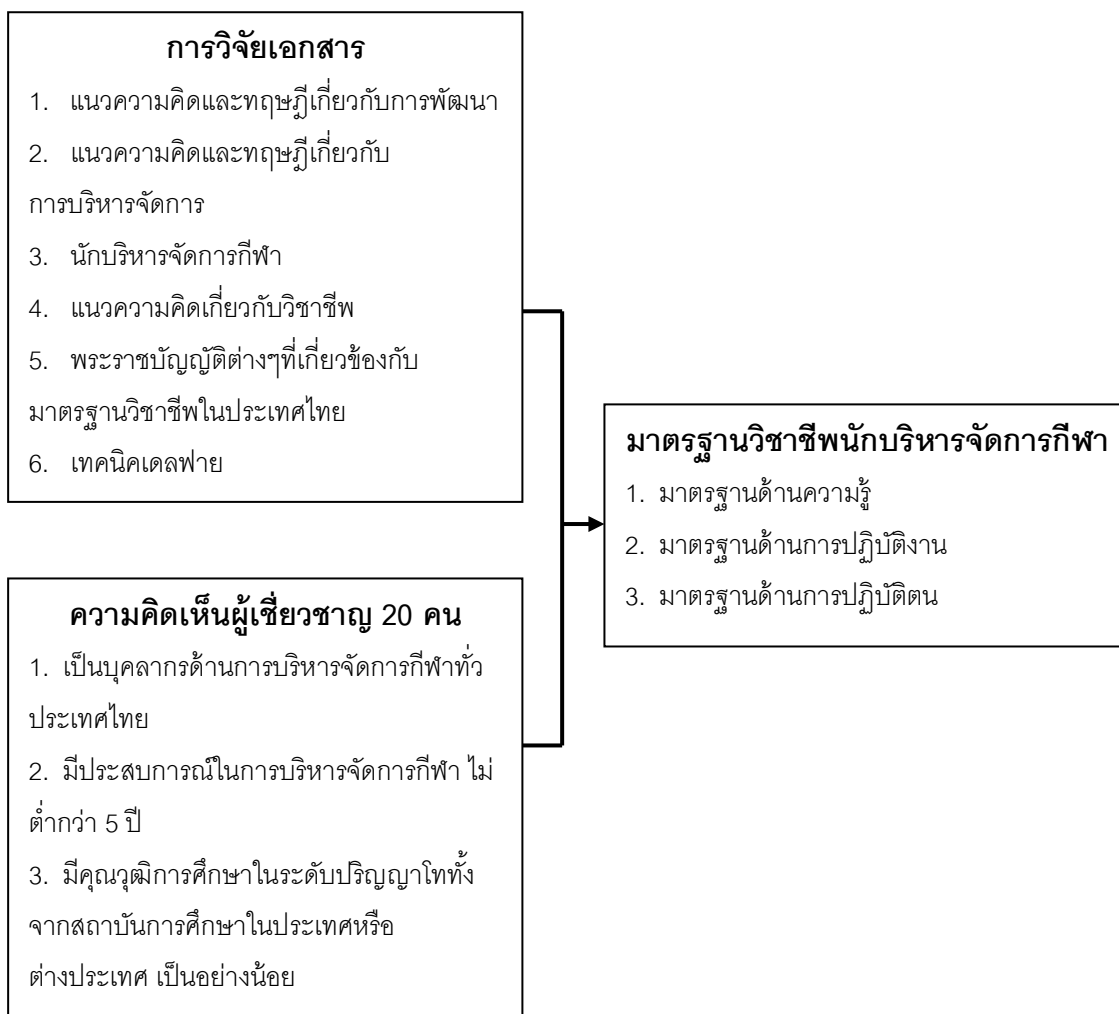 การวิจัยเอกสาร
1. แนวความคิดและทฤษฎีเกี่ยวกับการพัฒนา
2. แนวความคิดและทฤษฎีเกี่ยวกับ
การบริหารจัดการ
3. นักบริหารจัดการกีฬา
4. แนวความคิดเกี่ยวกับวิชาชีพ
5. พระราชบัญญัติต่างๆที่เกี่ยวข้องกับ
มาตรฐานวิชาชีพในประเทศไทย
6. เทคนิคเดลฟาย
ความคิดเห็นผู้เชี่ยวชาญ 20 คน
1. เป็นบุคลากรด้านการบริหารจัดการกีฬาทั่ว
ประเทศไทย
2. มีประสบการณ์ในการบริหารจัดการกีฬา ไม่
ต่ำกว่า 5 ปี
3. มีคุณวุฒิการศึกษาในระดับปริญญาโททั้ง
จากสถาบันการศึกษาในประเทศหรือ
ต่างประเทศ เป็นอย่างน้อย
มาตรฐานวิชาชีพนักบริหารจัดการกีฬา
1. มาตรฐานด้านความรู้
2. มาตรฐานด้านการปฏิบัติงาน
3. มาตรฐานด้านการปฏิบัติตน